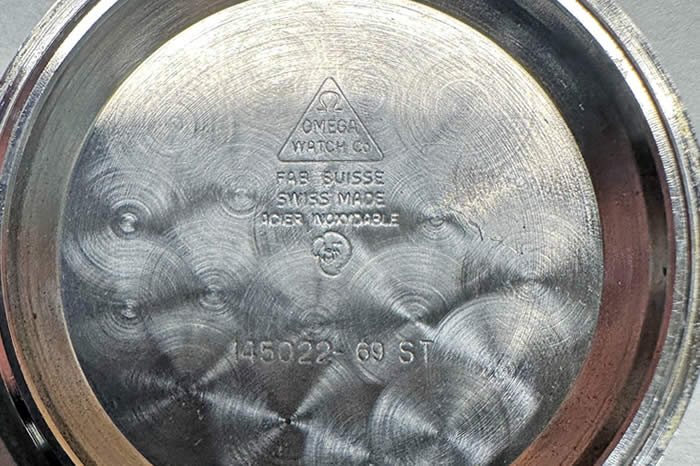 Ω
OMEGA
WATCH Co
FAB SUISSE
SWISS MADE
ACIER INOXYDABLE
145022-69 ST